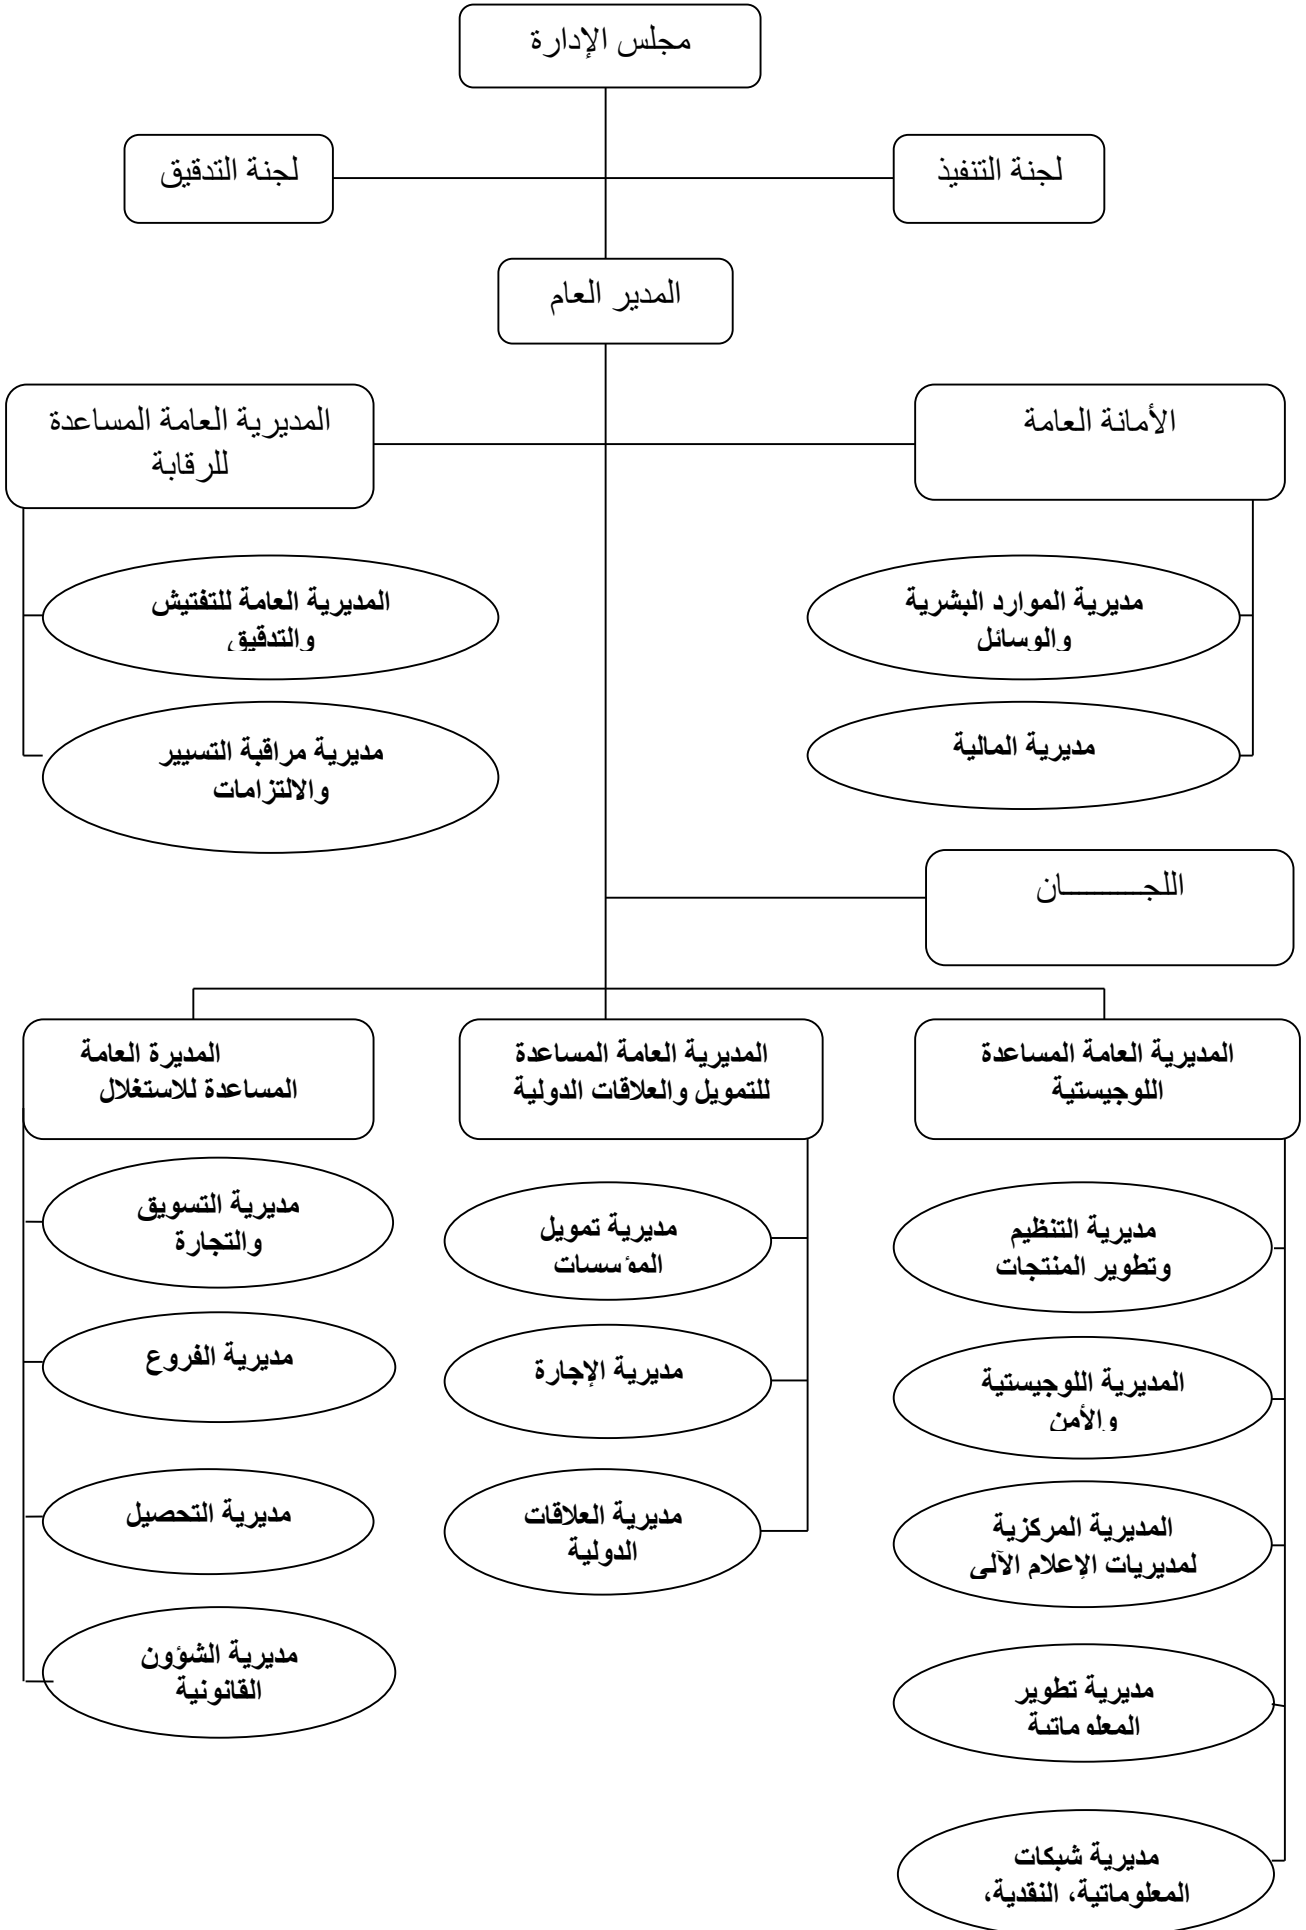 مجلس الإدارة
لجنة التنفيذ
لجنة التدقيق
المدير العام
الأمانة العامة
المديرية العامة المساعدة
للرقابة
مديرية الموارد البشرية
والوسائل
مديرية المالية
المديرية العامة للتفتيش
والتدقيق
مديرية مراقبة التسيير
والالتزامات
اللجـــــــــان
المديرية العامة المساعدة
اللوجيستية
المديرية العامة المساعدة
للتمويل والعلاقات الدولية
المديرة العامة
المساعدة للاستغلال
مديرية التنظيم
وتطوير المنتجات
المديرية اللوجيستية
والأمن
المديرية المركزية
لمديريات الإعلام الآلي
مديرية تطوير
المعلوماتية
مديرية شبكات
المعلوماتية، النقدية،
مديرية تمويل
المؤسسات
مديرية الإجارة
مديرية العلاقات
الدولية
مديرية التسويق
والتجارة
مديرية الفروع
مديرية التحصيل
مديرية الشؤون
القانونية